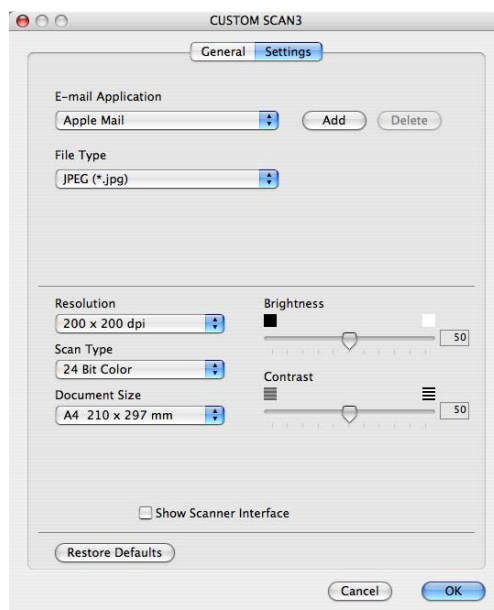 CUSTOM SCAN3
General Settings
E-mail Application
Apple Mail Add Delete
File Type
JPEG (*.jpg)
Resolution
200 x 200 dpi
Scan Type
24 Bit Color
Document Size
A4 210 x 297 mm
Brightness
50
Contrast
50
Show Scanner Interface
Restore Defaults
Cancel OK